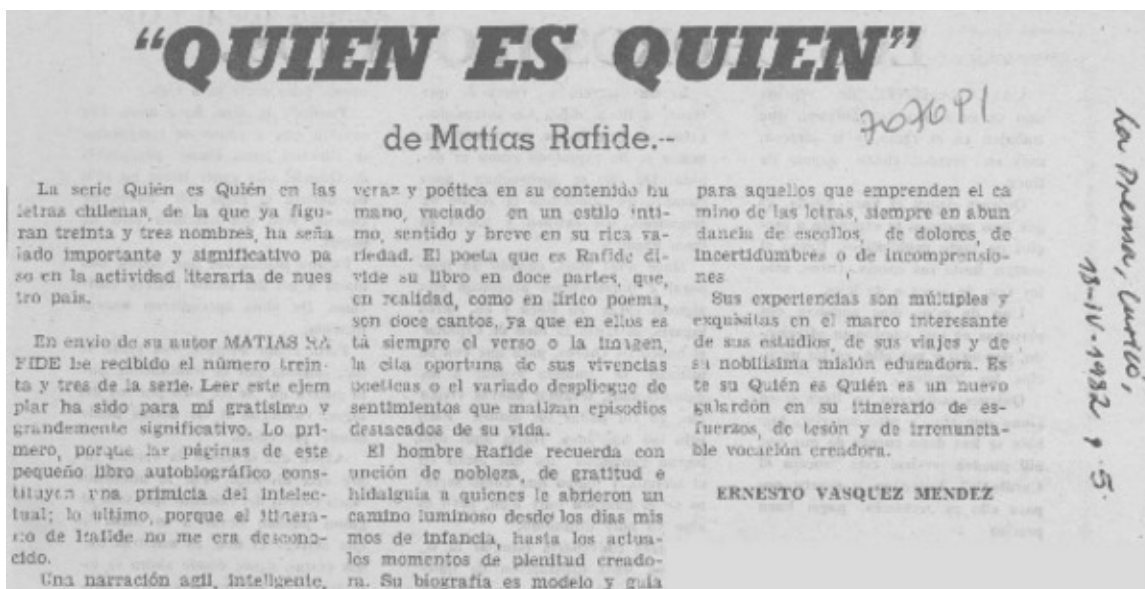 “QUIEN ES QUIEN”
de Matías Rafide.--
707691
La Prensa, Curicó,
13-IV-1982 p. 5.
La serie Quién es Quién en las
letras chilenas, de la que ya figu-
ran treinta y tres nombres, ha seña
lado importante y significativo pa
so en la actividad literaria de nues
tro país.
En envío de su autor MATIAS RA
FIDE he recibido el número trein-
ta y tres de la serie. Leer este ejem
plar ha sido para mí gratísimo y
grandemente significativo. Lo pri-
mero, porque las páginas de este
pequeño libro autobiográfico cons-
tituyen una primicia del intelec-
tual; lo ultimo, porque el itinera-
rio de Rafide no me era descono-
cido.
Una narración agil, inteligente,
veraz y poética en su contenido hu
mano, vaciado en un estilo ínti-
mo, sentido y breve en su rica va-
riedad. El poeta que es Rafide di-
vide su libro en doce partes, que,
en realidad, como en lírico poema,
son doce cantos, ya que en ellos es
tá siempre el verso o la imagen,
la cita oportuna de sus vivencias
poeticas o el variado despliegue de
sentimientos que matizan episodios
destacados de su vida.
El hombre Rafide recuerda con
unción de nobleza, de gratitud e
hidalguía a quienes le abrieron un
camino luminoso desde los días mis
mos de infancia, hasta los actua-
les momentos de plenitud creado-
ra. Su biografía es modelo y guía
para aquellos que emprenden el ca
mino de las letras, siempre en abun
dancia de escollos, de dolores, de
incertidumbres o de incomprensio-
nes
Sus experiencias son múltiples y
exquisitas en el marco interesante
de sus estudios, de sus viajes y de
su nobilísima misión educadora. Es
te su Quién es Quién es un nuevo
galardón en su itinerario de es-
fuerzos, de tesón y de irrenuncia-
ble vocación creadora.
ERNESTO VASQUEZ MENDEZ